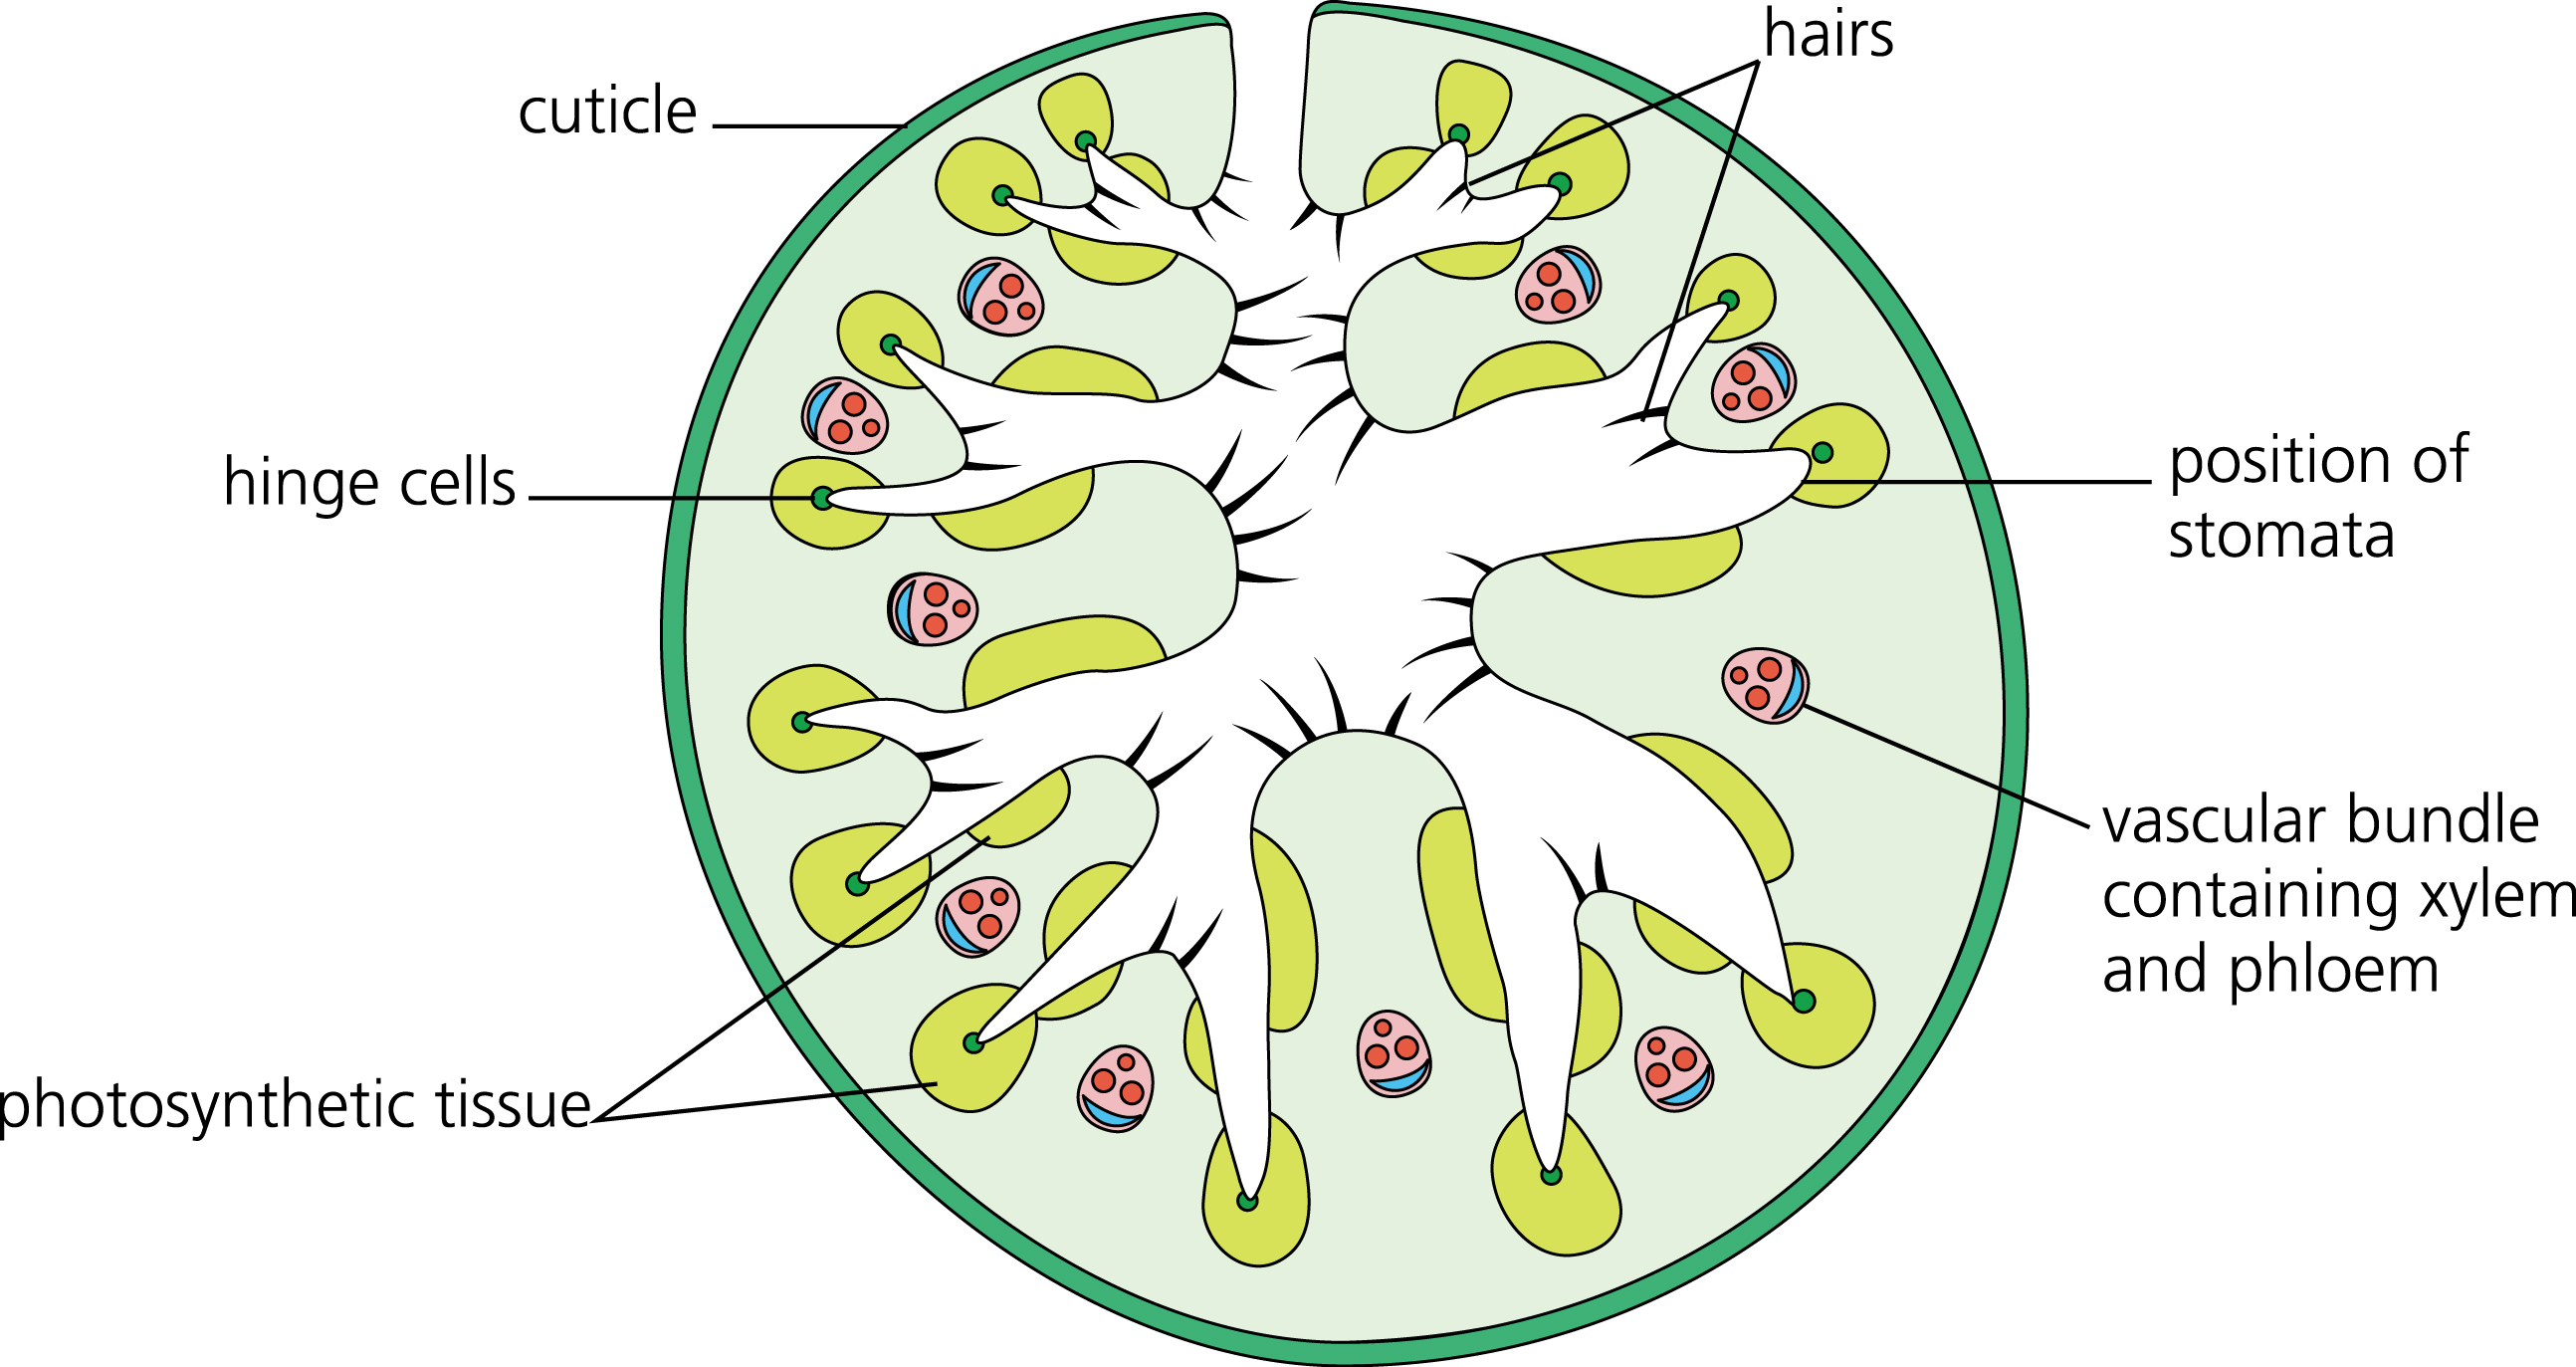 hairs
cuticle
hinge cells
position of
stomata
vascular bundle
containing xylem
and phloem
photosynthetic tissue